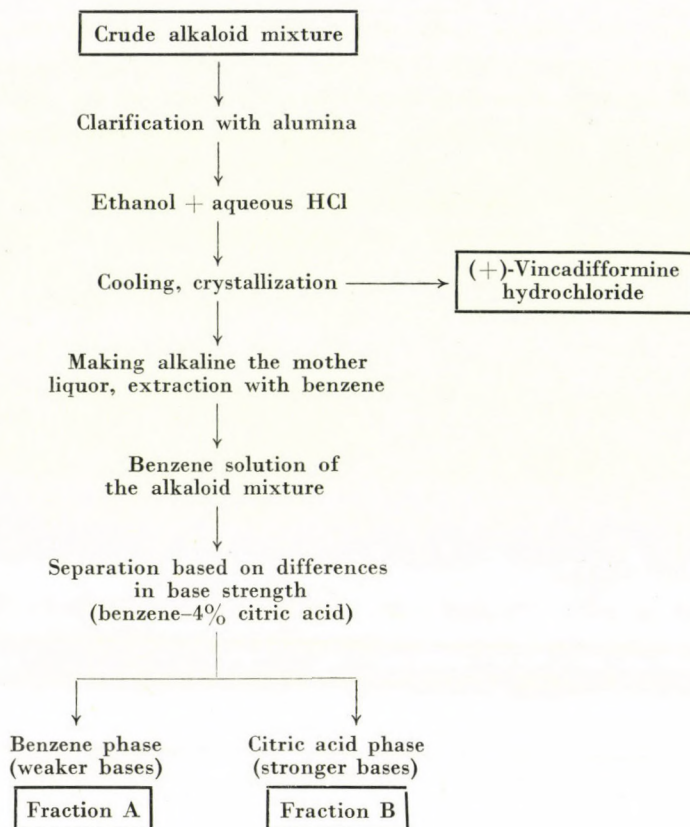 Crude alkaloid mixture
Clarification with alumina
Ethanol + aqueous HCl
Cooling, crystallization
(+)-Vincadifformine
hydrochloride
Making alkaline the mother
liquor, extraction with benzene
Benzene solution of
the alkaloid mixture
Separation based on differences
in base strength
(benzene–4% citric acid)
Benzene phase
(weaker bases)
Fraction A
Citric acid phase
(stronger bases)
Fraction B